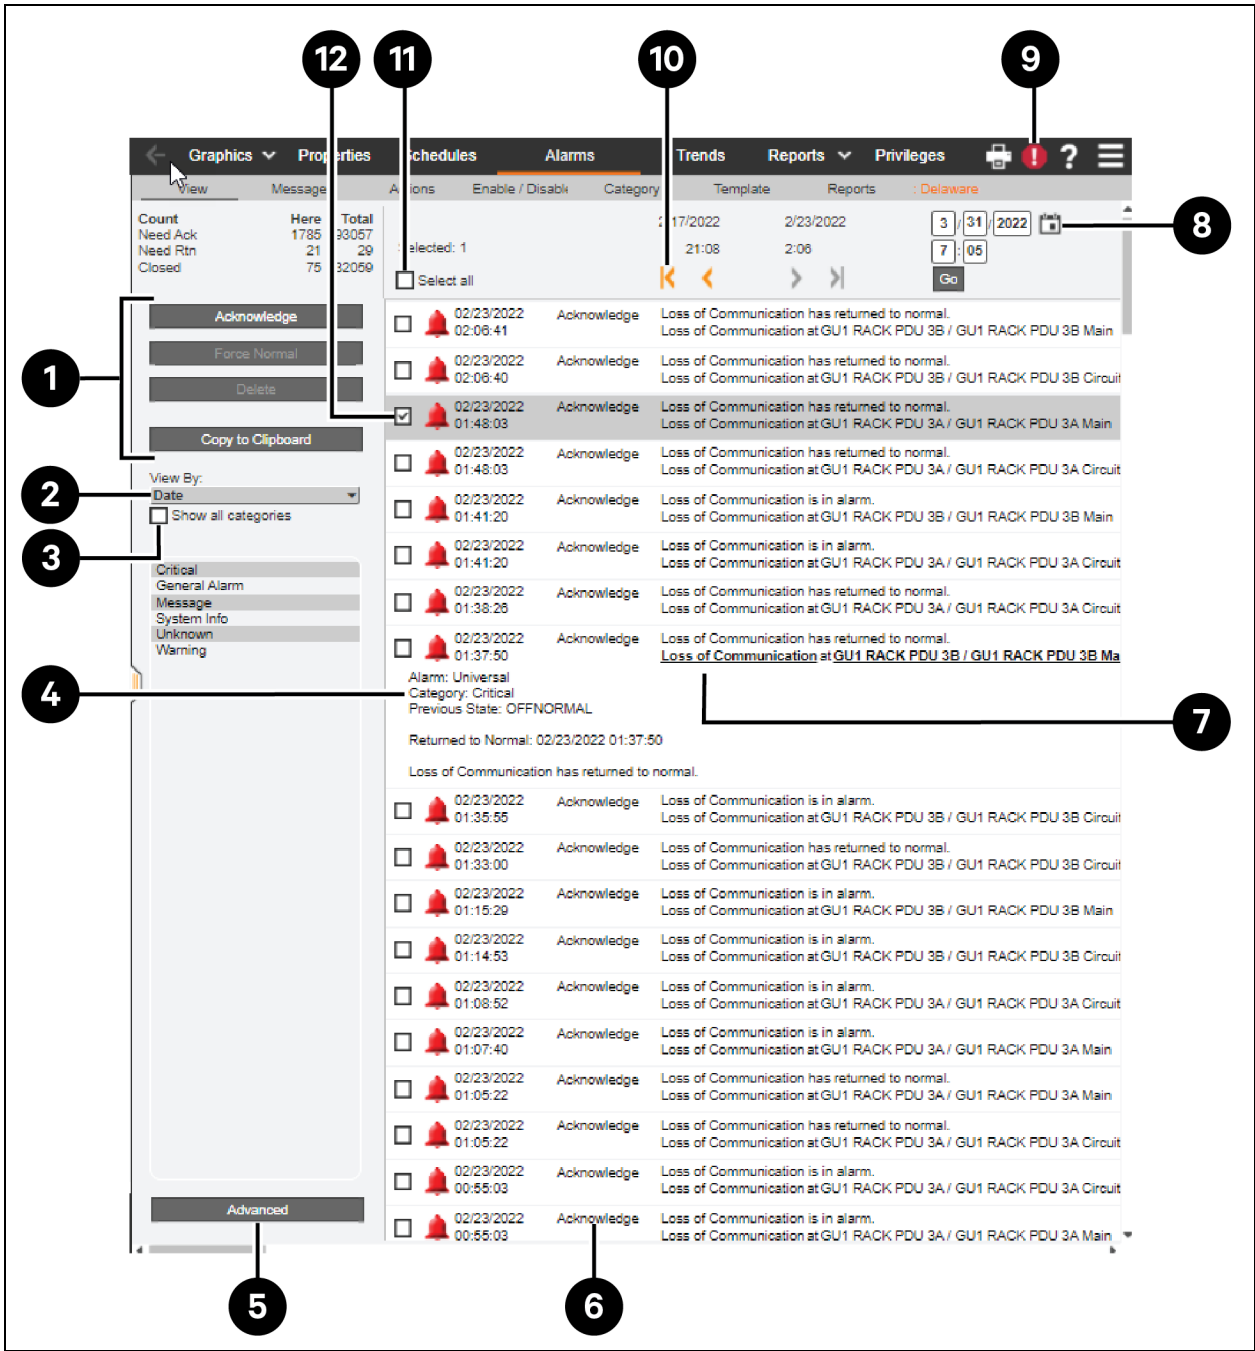 12 11 10 9
Graphics Properties Schedules Alarms Trends Reports Privileges ?
View Message Actions Enable / Disable Category Template Reports : Delaware
Count Here Total
Need Ack 1785 93057
Need Rtn 21 29
Closed 75 32059
Selected: 1
Select all
2/17/2022 2/23/2022
21:08 2:06
3 / 31 / 2022
7 : 05
Go
8
1
Acknowledge
Force Normal
Delete
Copy to Clipboard
2
View By:
Date
Show all categories
3
Critical
General Alarm
Message
System Info
Unknown
Warning
02/23/2022 Acknowledge Loss of Communication has returned to normal.
02:06:41 Loss of Communication at GU1 RACK PDU 3B / GU1 RACK PDU 3B Main
02/23/2022 Acknowledge Loss of Communication has returned to normal.
02:06:40 Loss of Communication at GU1 RACK PDU 3B / GU1 RACK PDU 3B Circuit
02/23/2022 Acknowledge Loss of Communication has returned to normal.
01:48:03 Loss of Communication at GU1 RACK PDU 3A / GU1 RACK PDU 3A Main
02/23/2022 Acknowledge Loss of Communication has returned to normal.
01:48:03 Loss of Communication at GU1 RACK PDU 3A / GU1 RACK PDU 3A Circuit
02/23/2022 Acknowledge Loss of Communication is in alarm.
01:41:20 Loss of Communication at GU1 RACK PDU 3B / GU1 RACK PDU 3B Main
02/23/2022 Acknowledge Loss of Communication is in alarm.
01:41:20 Loss of Communication at GU1 RACK PDU 3A / GU1 RACK PDU 3A Circuit
02/23/2022 Acknowledge Loss of Communication has returned to normal.
01:38:26 Loss of Communication at GU1 RACK PDU 3A / GU1 RACK PDU 3A Circuit
02/23/2022 Acknowledge Loss of Communication has returned to normal.
01:37:50 Loss of Communication at GU1 RACK PDU 3B / GU1 RACK PDU 3B Ma
4
Alarm: Universal
Category: Critical
Previous State: OFFNORMAL
7
Returned to Normal: 02/23/2022 01:37:50
Loss of Communication has returned to normal.
02/23/2022 Acknowledge Loss of Communication is in alarm.
01:35:55 Loss of Communication at GU1 RACK PDU 3B / GU1 RACK PDU 3B Circuit
02/23/2022 Acknowledge Loss of Communication has returned to normal.
01:33:00 Loss of Communication at GU1 RACK PDU 3B / GU1 RACK PDU 3B Circuit
02/23/2022 Acknowledge Loss of Communication is in alarm.
01:15:29 Loss of Communication at GU1 RACK PDU 3B / GU1 RACK PDU 3B Main
02/23/2022 Acknowledge Loss of Communication is in alarm.
01:14:53 Loss of Communication at GU1 RACK PDU 3B / GU1 RACK PDU 3B Circuit
02/23/2022 Acknowledge Loss of Communication is in alarm.
01:08:52 Loss of Communication at GU1 RACK PDU 3A / GU1 RACK PDU 3A Circuit
02/23/2022 Acknowledge Loss of Communication is in alarm.
01:07:40 Loss of Communication at GU1 RACK PDU 3A / GU1 RACK PDU 3A Main
02/23/2022 Acknowledge Loss of Communication has returned to normal.
01:05:22 Loss of Communication at GU1 RACK PDU 3A / GU1 RACK PDU 3A Main
02/23/2022 Acknowledge Loss of Communication has returned to normal.
01:05:22 Loss of Communication at GU1 RACK PDU 3A / GU1 RACK PDU 3A Circuit
02/23/2022 Acknowledge Loss of Communication is in alarm.
00:55:03 Loss of Communication at GU1 RACK PDU 3A / GU1 RACK PDU 3A Circuit
02/23/2022 Acknowledge Loss of Communication is in alarm.
00:55:03 Loss of Communication at GU1 RACK PDU 3A / GU1 RACK PDU 3A Main
Advanced
5 6